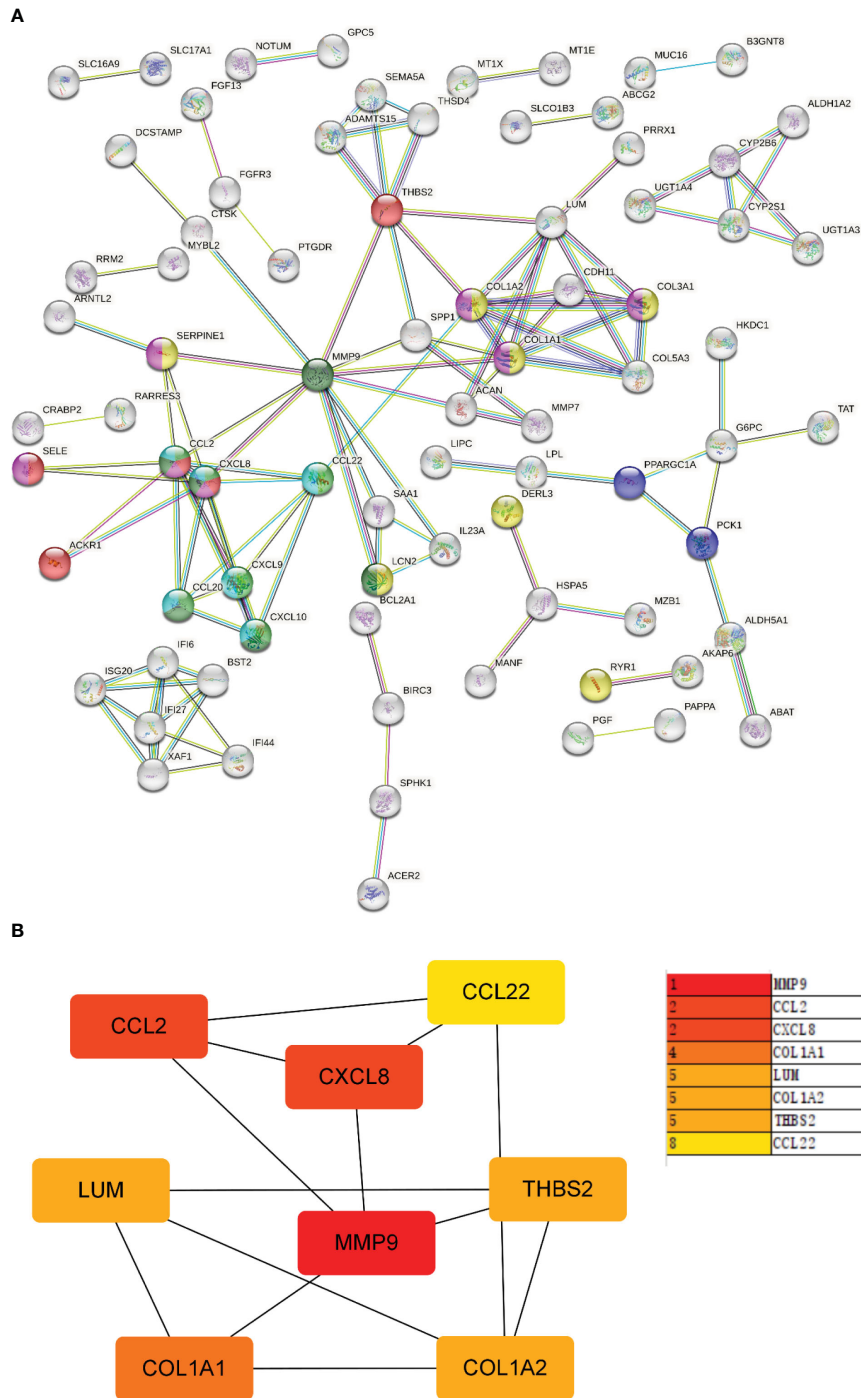 A
SLC16A9
SLC17A1
NOTUM
GPC5
FGF13
SEMA5A
THSD4
ADAMTS15
MT1X
MT1E
MUC16
B3GNT8
SLCO1B3
ABCG2
ALDH1A2
DCSTAMP
PRRX1
CYP2B6
FGFR3
CTSK
THBS2
LUM
UGT1A4
CYP2S1
UGT1A3
RRM2
MYBL2
PTGDR
ARNTL2
COL1A2
CDH11
COL3A1
SERPINE1
SPP1
MMP9
COL1A1
COL5A3
HKDC1
CRABP2
RARRES3
ACAN
MMP7
G6PC
TAT
SELE
CCL2
CXCL8
CCL22
LIPC
LPL
PPARGC1A
SAA1
DERL3
PCK1
IL23A
ACKR1
CCL20
CXCL9
LCN2
CXCL10
BCL2A1
HSPA5
MZB1
ALDH5A1
IFI6
BST2
ISG20
MANF
AKAP6
RYR1
IFI27
BIRC3
PAPPA
PGF
ABAT
XAF1
IFI44
SPHK1
ACER2
B
CCL22
CCL2
CXCL8
LUM
THBS2
MMP9
COL1A1
COL1A2
1 MMP9
2 CCL2
2 CXCL8
4 COL1A1
5 LUM
5 COL1A2
5 THBS2
8 CCL22